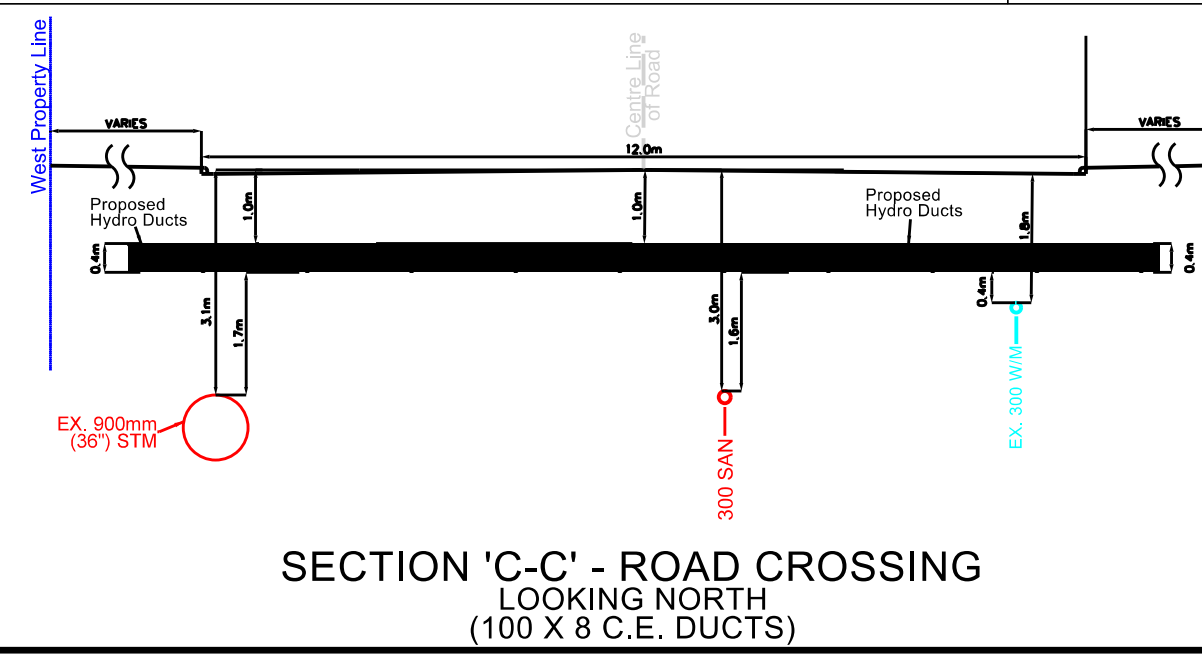 West Property Line
Centre Line
of Road
VARIES
VARIES
12.0m
Proposed
Hydro Ducts
1.0m
1.0m
Proposed
Hydro Ducts
1.8m
0.4m
0.4m
3.1m
1.7m
3.0m
1.6m
0.4m
EX. 900mm
(36") STM
300 SAN
EX. 300 W/M
SECTION 'C-C' - ROAD CROSSING
LOOKING NORTH
(100 X 8 C.E. DUCTS)